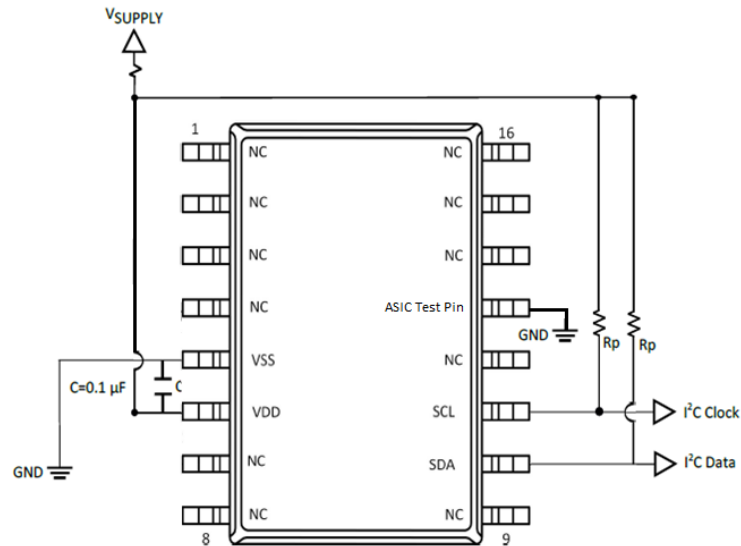 VSUPPLY
1
16
NC
NC
NC
NC
NC
NC
NC
ASIC Test Pin
GND
Rp
Rp
VSS
NC
C=0.1 µF
C
VDD
SCL
I²C Clock
GND
NC
SDA
I²C Data
NC
NC
8
9